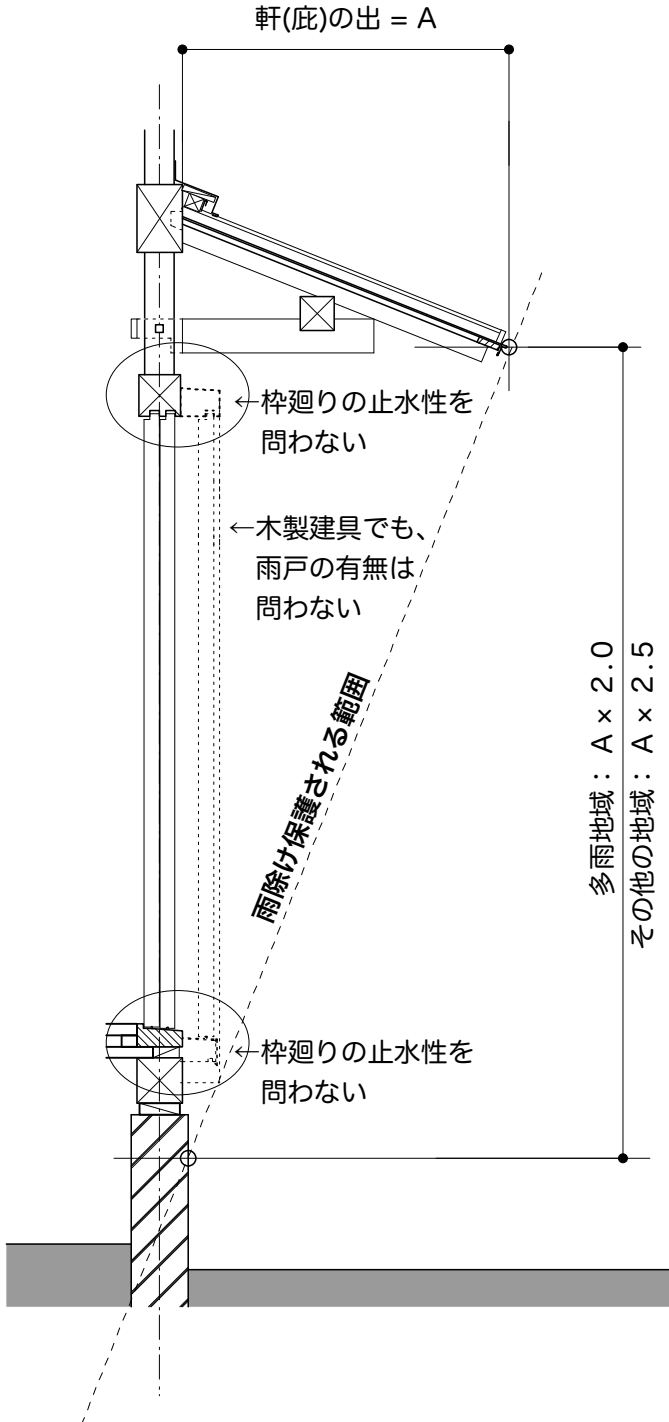 軒(庇)の出 = A
←枠廻りの止水性を
問わない
←木製建具でも、
雨戸の有無は
問わない
雨除け保護される範囲
多雨地域： A × 2.0
その他の地域： A × 2.5
←枠廻りの止水性を
問わない